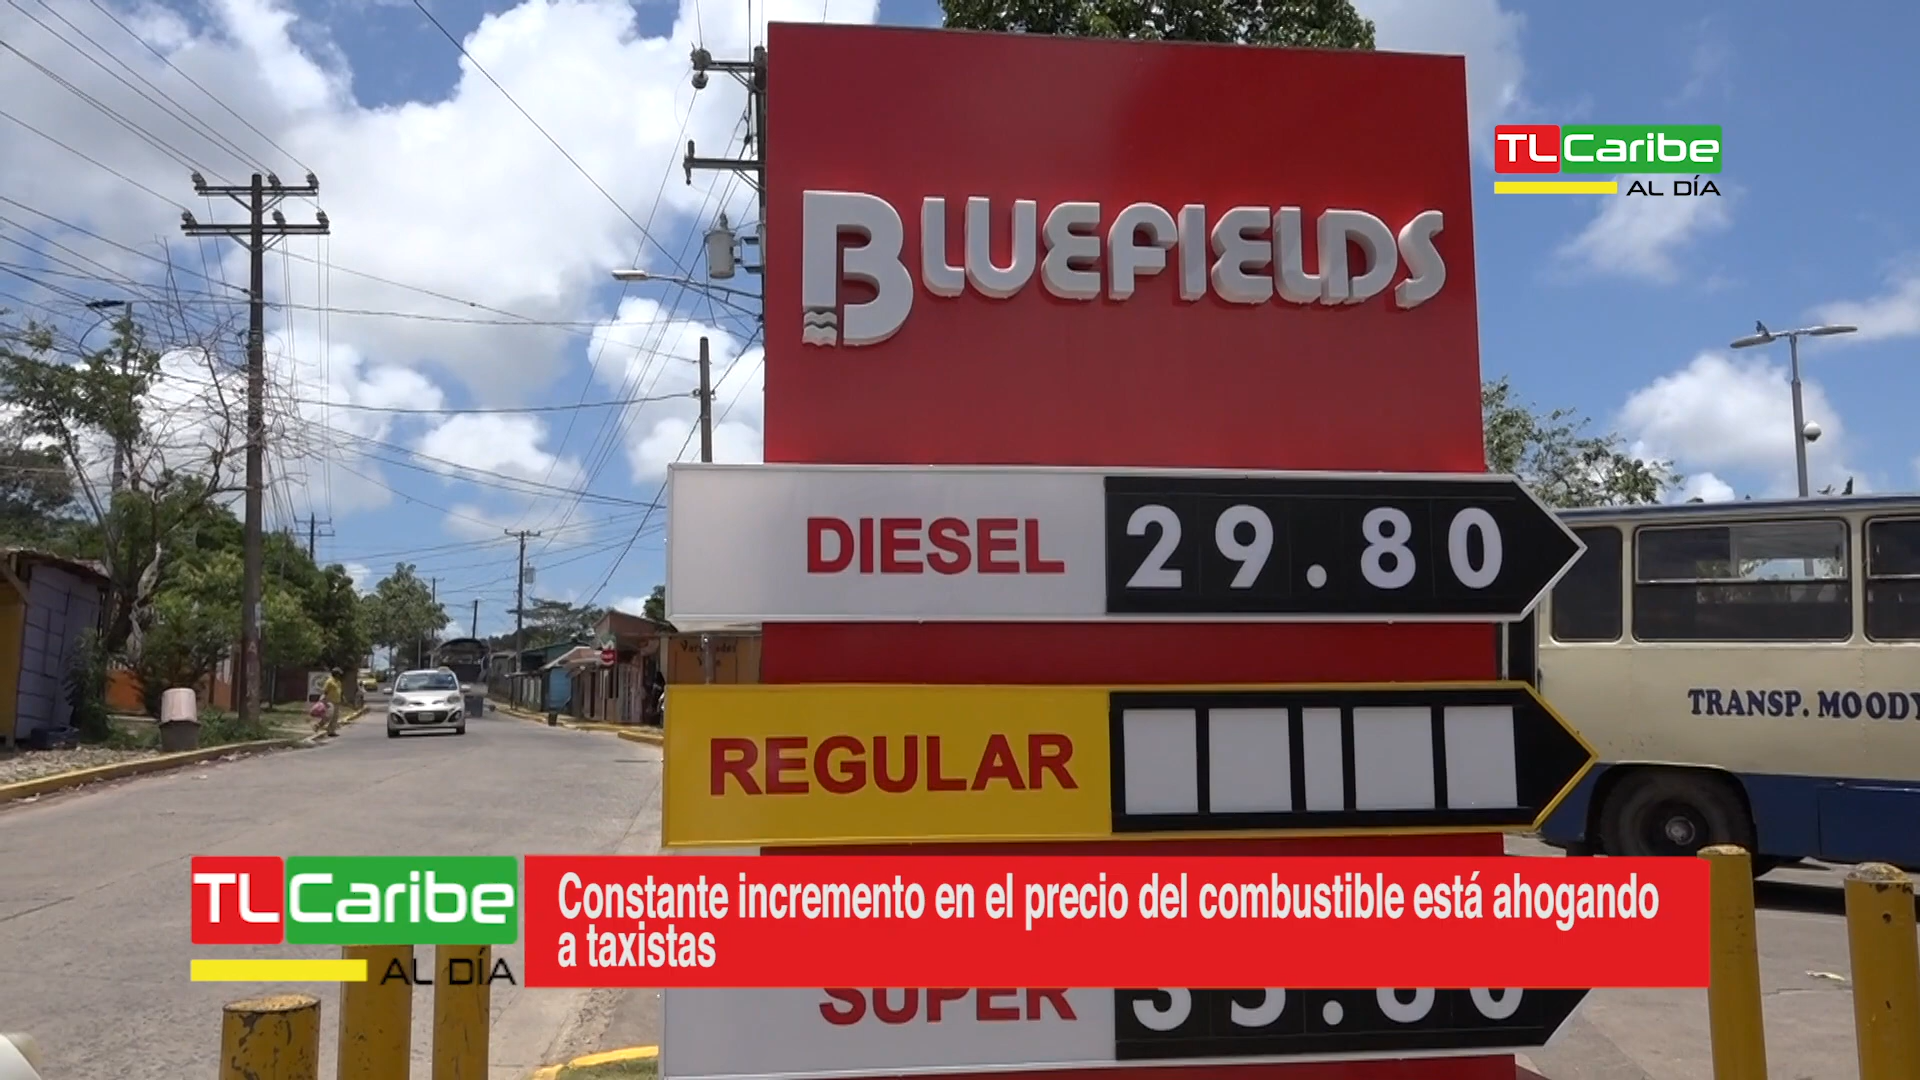 BLUEFIELDS
TLCaribe
AL DÍA
DIESEL 29.80
REGULAR
TRANSP. MOODY
TLCaribe
AL DÍA
Constante incremento en el precio del combustible está ahogando
a taxistas
SUPER